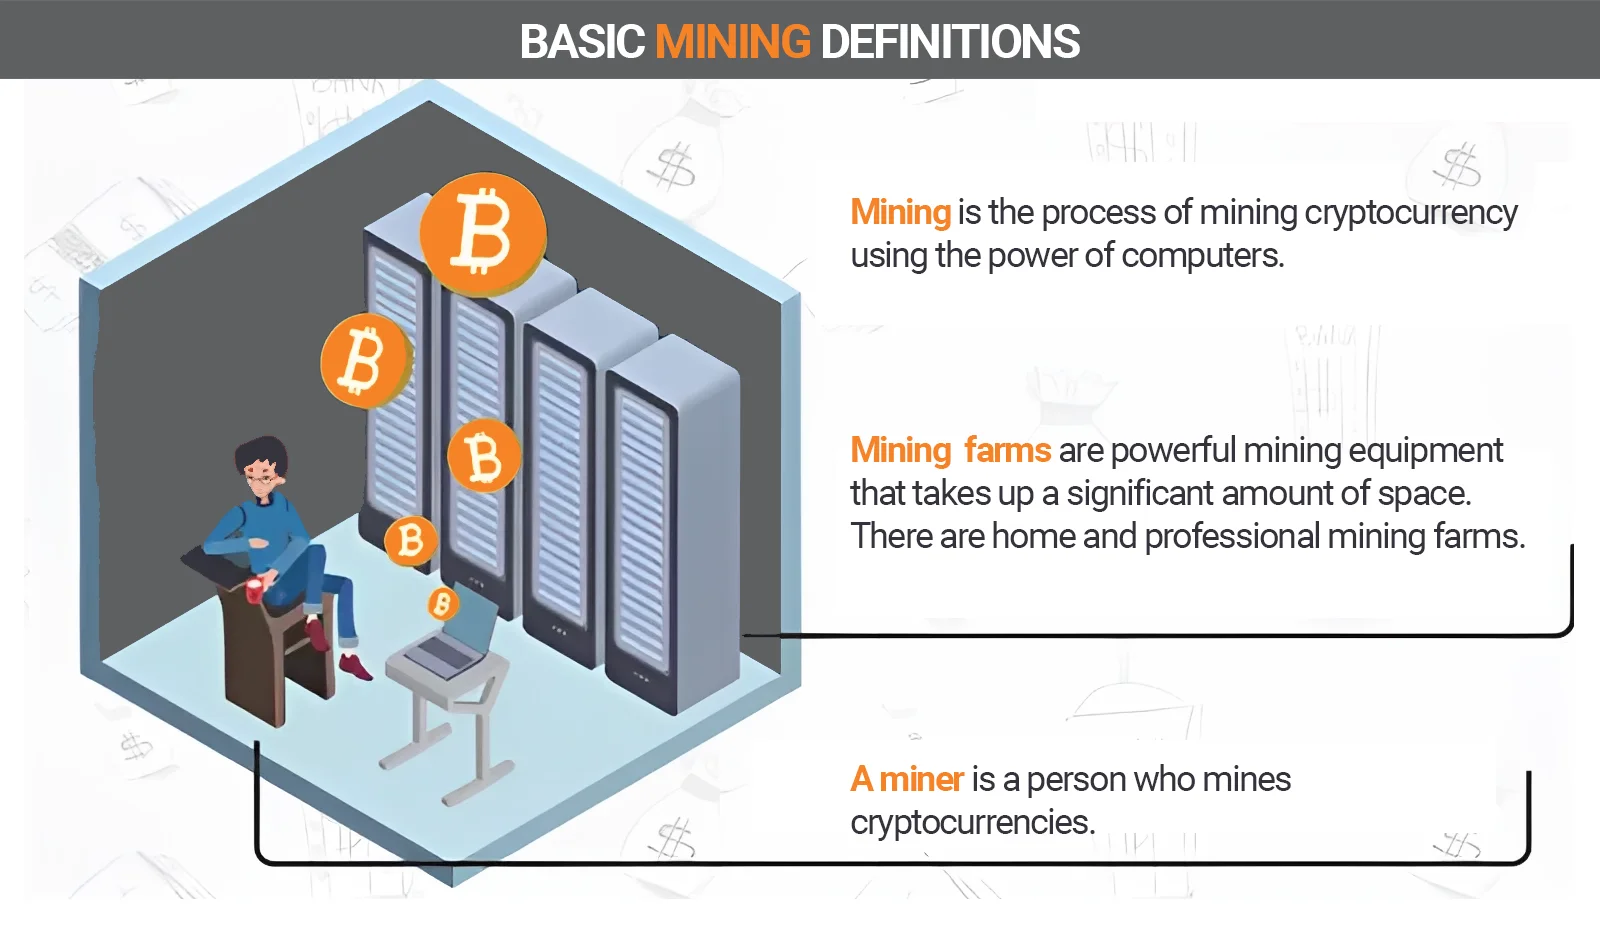 BASIC MINING DEFINITIONS
Mining is the process of mining cryptocurrency
using the power of computers.
Mining farms are powerful mining equipment
that takes up a significant amount of space.
There are home and professional mining farms.
A miner is a person who mines
cryptocurrencies.